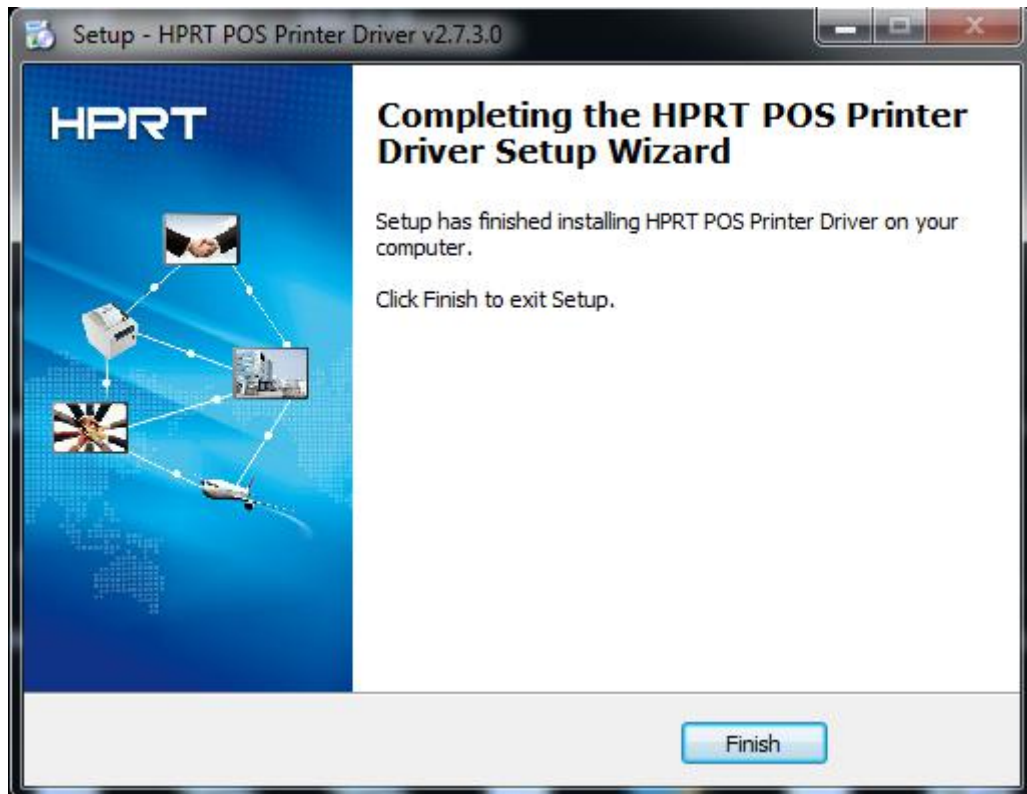 Setup - HPRT POS Printer Driver v2.7.3.0
HPRT
Completing the HPRT POS Printer
Driver Setup Wizard
Setup has finished installing HPRT POS Printer Driver on your
computer.
Click Finish to exit Setup.
Finish